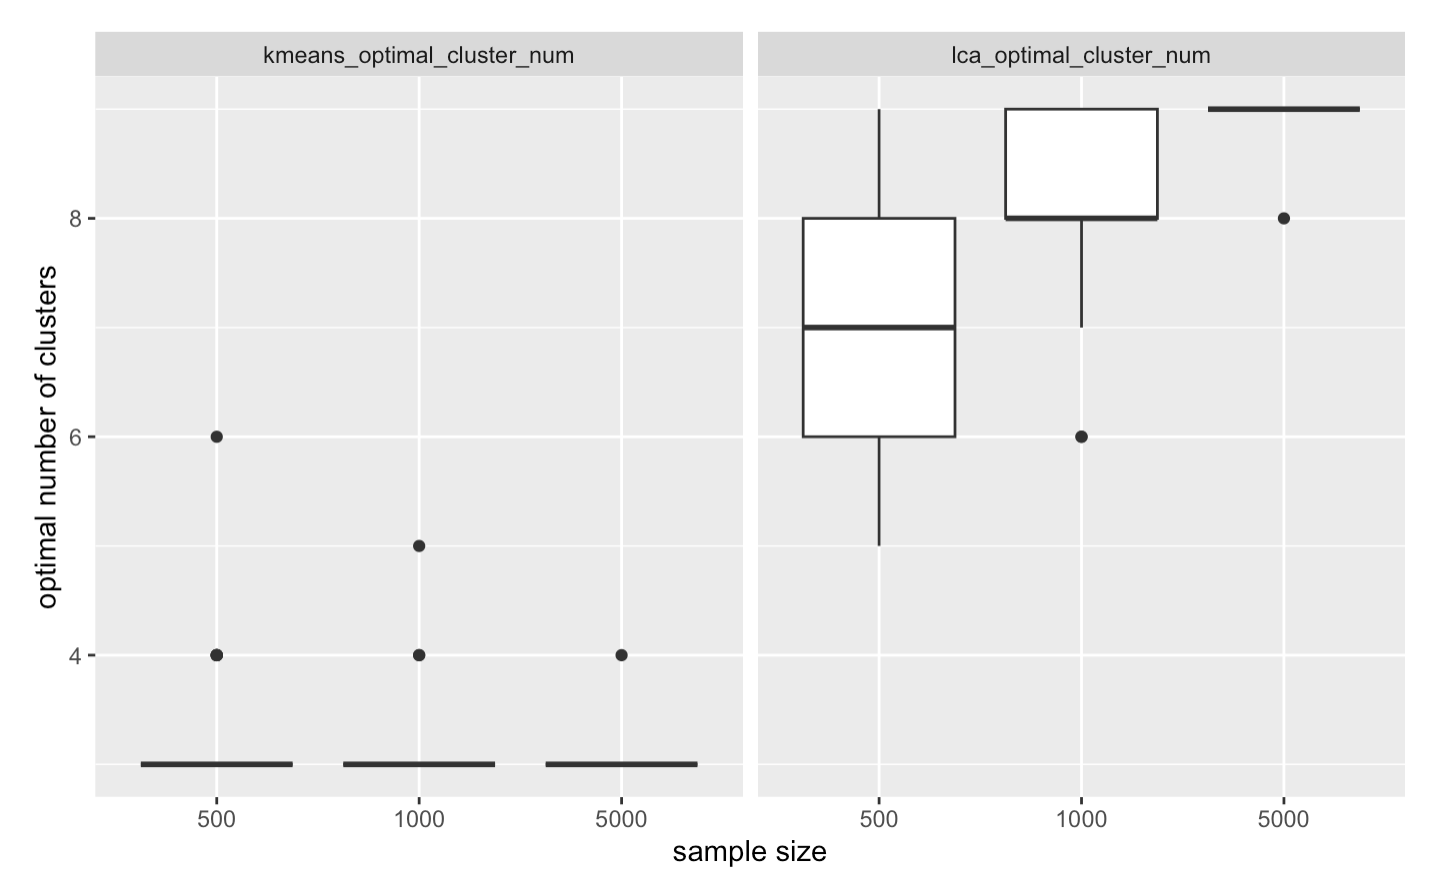 kmeans_optimal_cluster_num
lca_optimal_cluster_num
optimal number of clusters
8
6
4
500
1000
5000
500
1000
5000
sample size